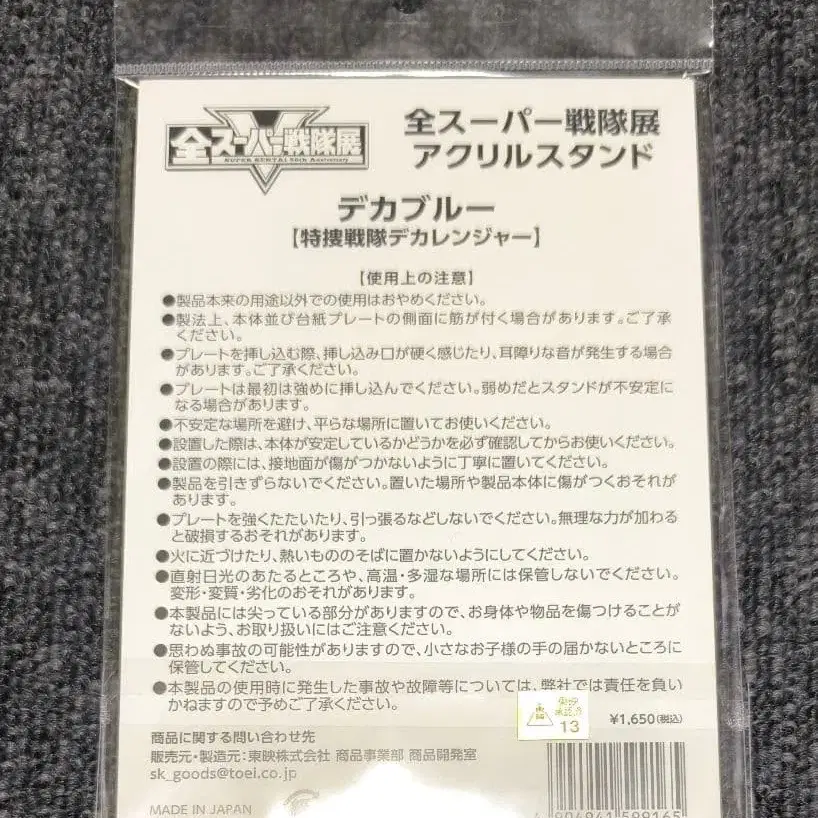 全スーパー戦隊展
SUPER SENTAI 50th Anniversary
全スーパー戦隊展
アクリルスタンド
デカブルー
【特捜戦隊デカレンジャー】
【使用上の注意】
●製品本来の用途以外での使用はおやめください。
●製法上、本体並び台紙プレートの側面に筋が付く場合があります。ご了承
ください。
●プレートを挿し込む際、挿し込み口が硬く感じたり、耳障りな音が発生する場合
があります。ご了承ください。
●プレートは最初は強めに挿し込んでください。弱めだとスタンドが不安定に
なる場合があります。
●不安定な場所を避け、平らな場所に置いてお使いください。
●設置した際は、本体が安定しているかどうかを必ず確認してからお使いください。
●設置の際には、接地面が傷がつかないように丁寧に置いてください。
●製品を引きずらないでください。置いた場所や製品本体に傷がつくおそれが
あります。
●プレートを強くたたいたり、引っ張るなどしないでください。無理な力が加わる
と破損するおそれがあります。
●火に近づけたり、熱いもののそばに置かないようにしてください。
●直射日光のあたるところや、高温・多湿な場所には保管しないでください。
変形・変質・劣化のおそれがあります。
●本製品には尖っている部分がありますので、お身体や物品を傷つけることが
ないよう、お取り扱いにはご注意ください。
●思わぬ事故の可能性がありますので、小さなお子様の手の届かないところに
保管してください。
●本製品の使用時に発生した事故や故障等については、弊社では責任を負い
かねますので予めご了承ください。
13
¥1,650(税込)
商品に関する問い合わせ先
販売元・製造元:東映株式会社 商品事業部 商品開発室
sk_goods@toei.co.jp
MADE IN JAPAN